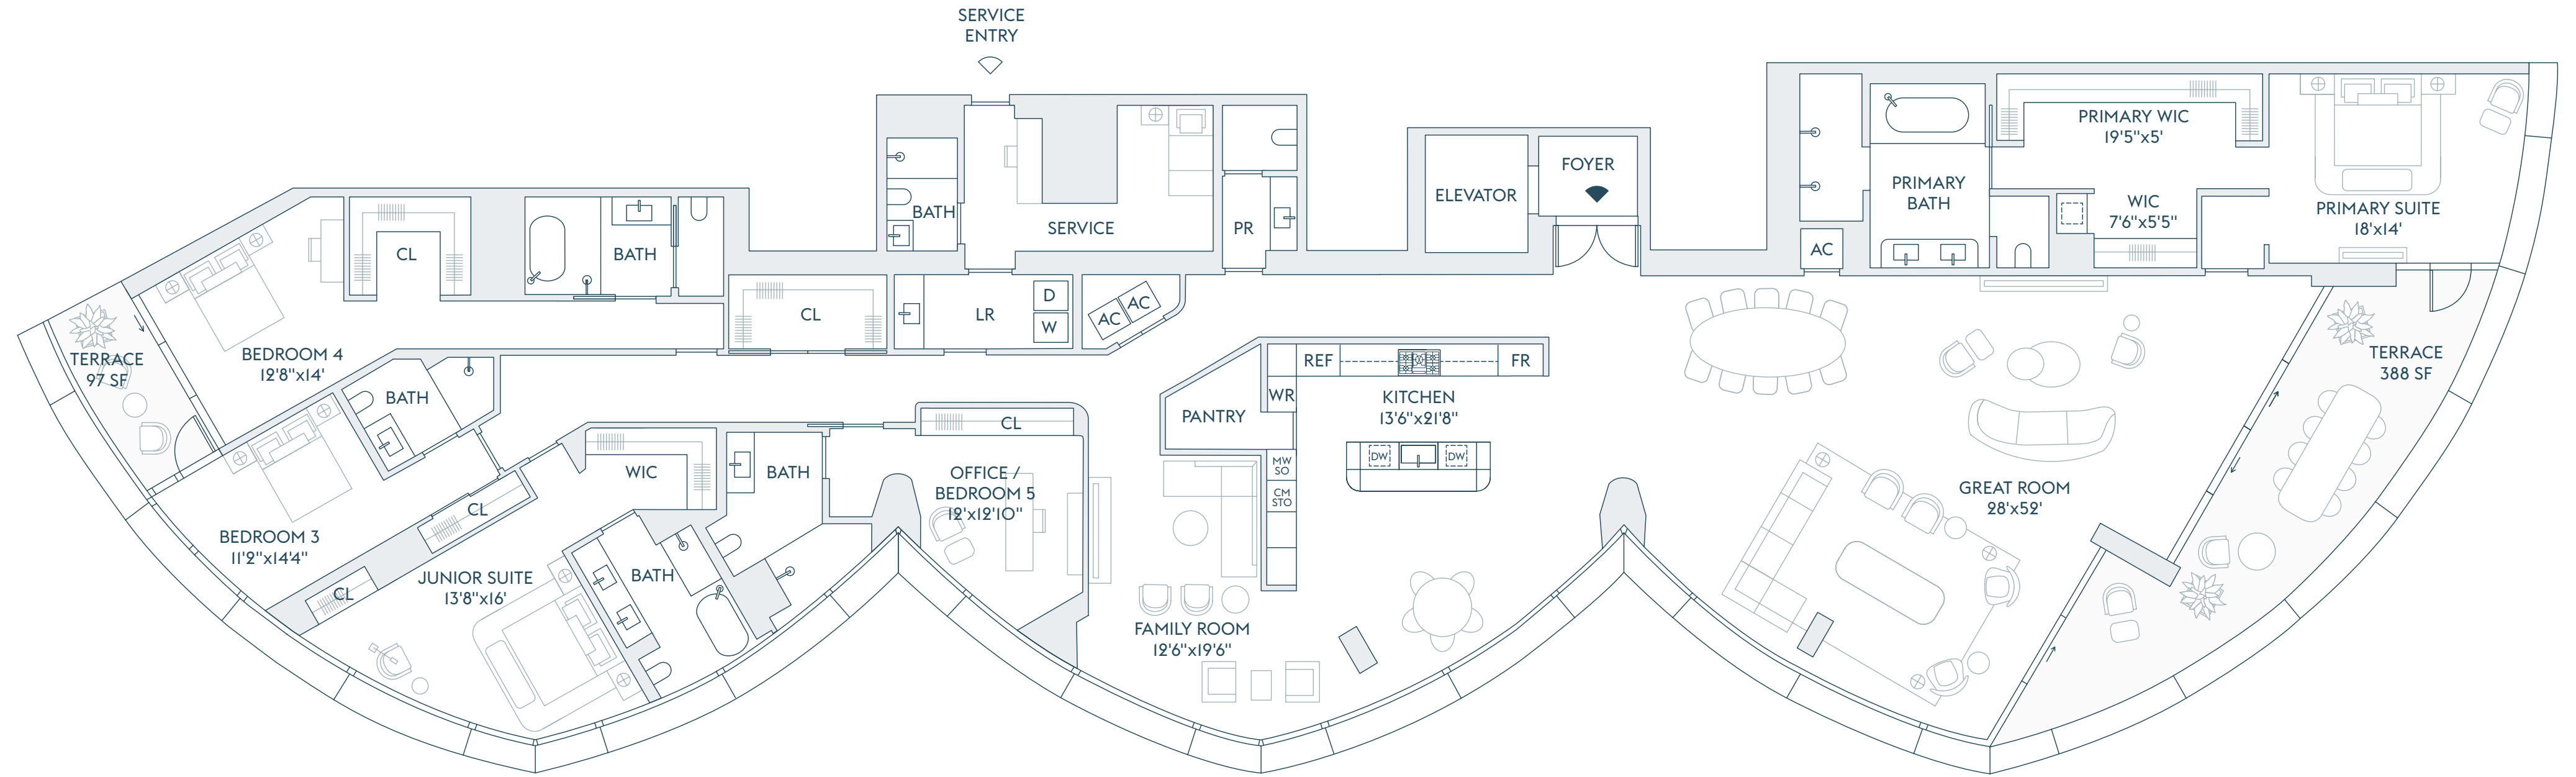 SERVICE
ENTRY
PRIMARY WIC
19'5"x5'
FOYER
ELEVATOR
PRIMARY
BATH
WIC
7'6"x5'5"
PRIMARY SUITE
18'x14'
BATH
SERVICE
PR
AC
CL
BATH
CL
LR
D
W
AC
AC
TERRACE
97 SF
BEDROOM 4
12'8"x14'
BATH
REF
FR
WR
KITCHEN
13'6"x21'8"
PANTRY
TERRACE
388 SF
CL
WIC
BATH
OFFICE /
BEDROOM 5
12'x12'10"
MW
SO
CM
STO
DW
DW
GREAT ROOM
28'x52'
CL
BEDROOM 3
11'2"x14'4"
CL
JUNIOR SUITE
13'8"x16'
BATH
FAMILY ROOM
12'6"x19'6"